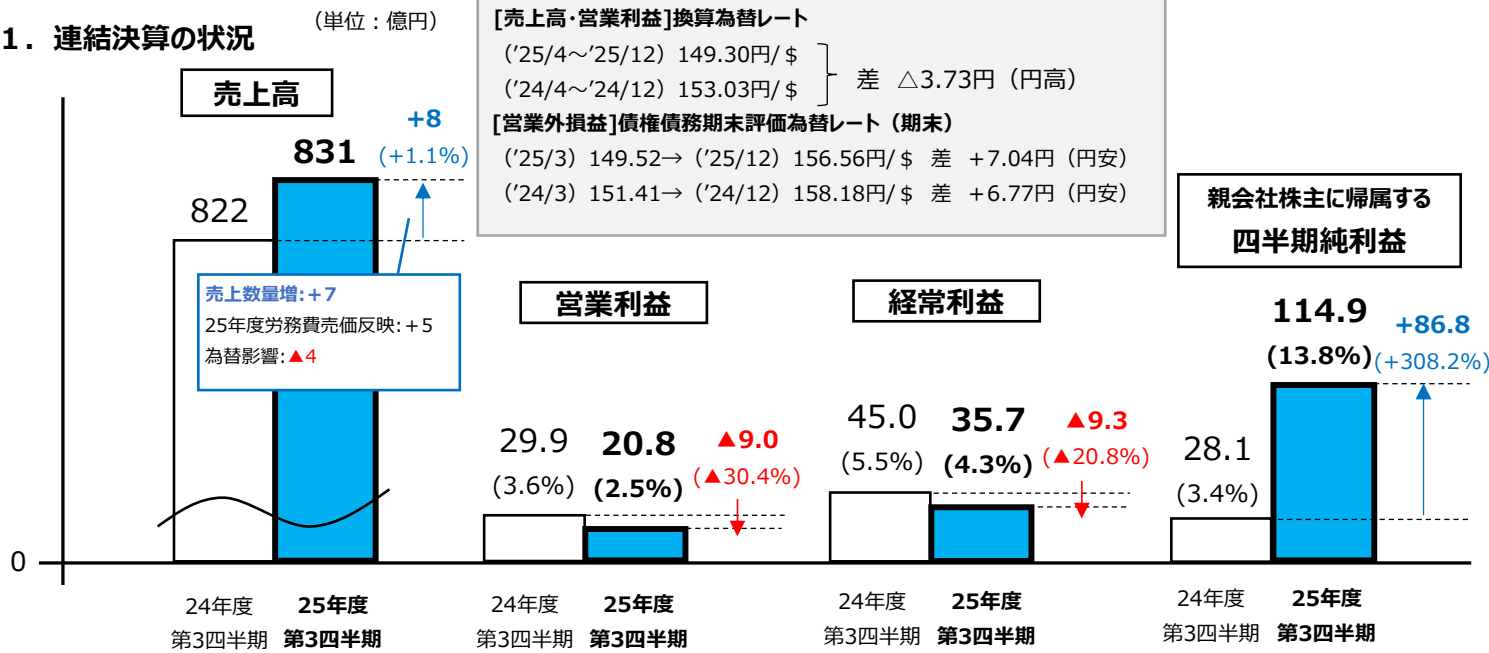 1. 連結決算の状況
（単位：億円）
[売上高・営業利益]換算為替レート
（’25/4～’25/12）149.30円/＄
（’24/4～’24/12）153.03円/＄
差 △3.73円（円高）
[営業外損益]債権債務期末評価為替レート（期末）
（’25/3）149.52→（’25/12）156.56円/＄ 差 +7.04円（円安）
（’24/3）151.41→（’24/12）158.18円/＄ 差 +6.77円（円安）
売上高
822
831
+8
(+1.1%)
売上数量増:+7
25年度労務費売価反映:+5
為替影響:▲4
営業利益
29.9
(3.6%)
20.8
(2.5%)
▲9.0
(▲30.4%)
経常利益
45.0
(5.5%)
35.7
(4.3%)
▲9.3
(▲20.8%)
親会社株主に帰属する
四半期純利益
28.1
(3.4%)
114.9
(13.8%)
+86.8
(+308.2%)
0
24年度
第3四半期
25年度
第3四半期
24年度
第3四半期
25年度
第3四半期
24年度
第3四半期
25年度
第3四半期
24年度
第3四半期
25年度
第3四半期